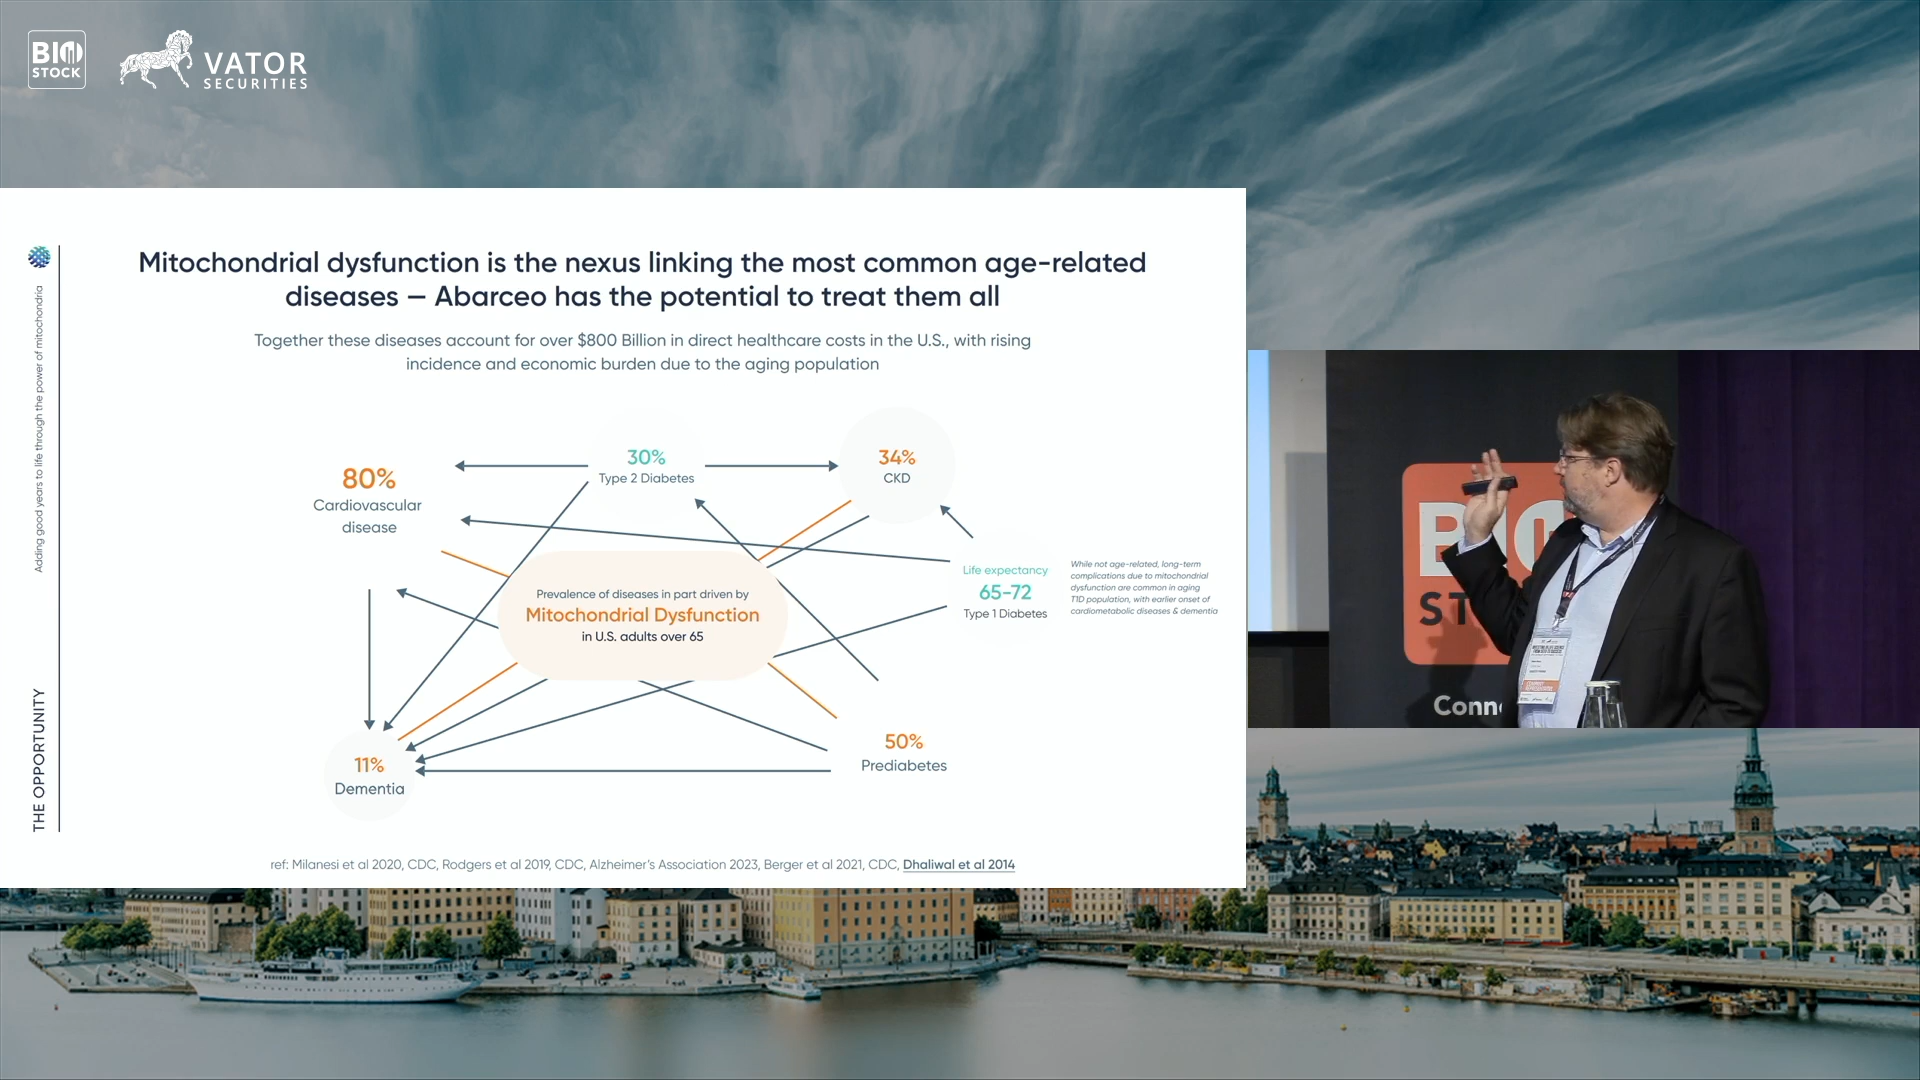 BIO
STOCK
VATOR
SECURITIES
Adding good years to life through the power of mitochondria
THE OPPORTUNITY
Mitochondrial dysfunction is the nexus linking the most common age-related
diseases — Abarceo has the potential to treat them all
Together these diseases account for over $800 Billion in direct healthcare costs in the U.S., with rising
incidence and economic burden due to the aging population
80%
Cardiovascular
disease
30%
Type 2 Diabetes
34%
CKD
Life expectancy
65-72
Type 1 Diabetes
While not age-related, long-term
complications due to mitochondrial
dysfunction are common in aging
T1D population, with earlier onset of
cardiometabolic diseases & dementia
Prevalence of diseases in part driven by
Mitochondrial Dysfunction
in U.S. adults over 65
11%
Dementia
50%
Prediabetes
ref: Milanesi et al 2020, CDC, Rodgers et al 2019, CDC, Alzheimer's Association 2023, Berger et al 2021, CDC, Dhaliwal et al 2014
BIO
ST
Conn